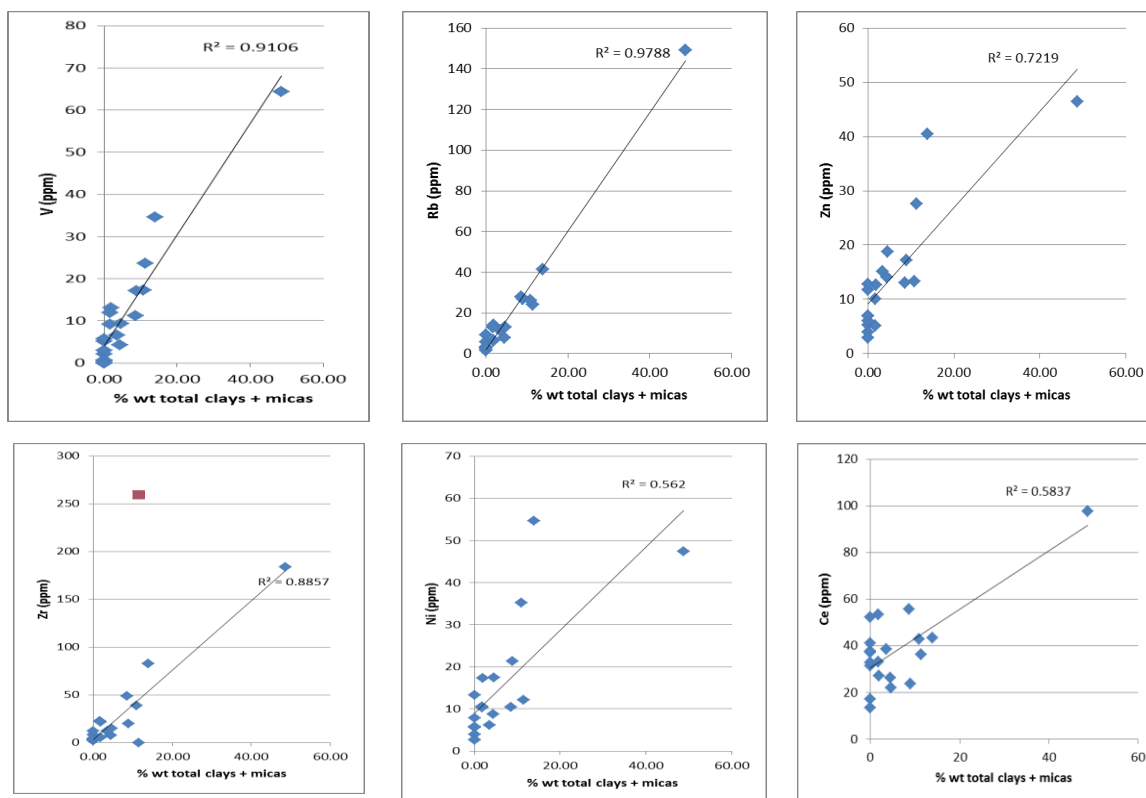 80
70
60
50
40
30
20
10
0
R² = 0.9106
V (ppm)
0.00 20.00 40.00 60.00
% wt total clays + micas
160
140
120
100
80
60
40
20
0
R² = 0.9788
Rb (ppm)
0.00 20.00 40.00 60.00
% wt total clays + micas
60
50
40
30
20
10
0
R² = 0.7219
Zn (ppm)
0.00 20.00 40.00 60.00
% wt total clays + micas
300
250
200
150
100
50
0
R² = 0.8857
Zr (ppm)
0.00 20.00 40.00 60.00
% wt total clays + micas
70
60
50
40
30
20
10
0
R² = 0.562
Ni (ppm)
0.00 20.00 40.00 60.00
% wt total clays + micas
120
100
80
60
40
20
0
R² = 0.5837
Ce (ppm)
0 20 40 60
% wt total clays + micas